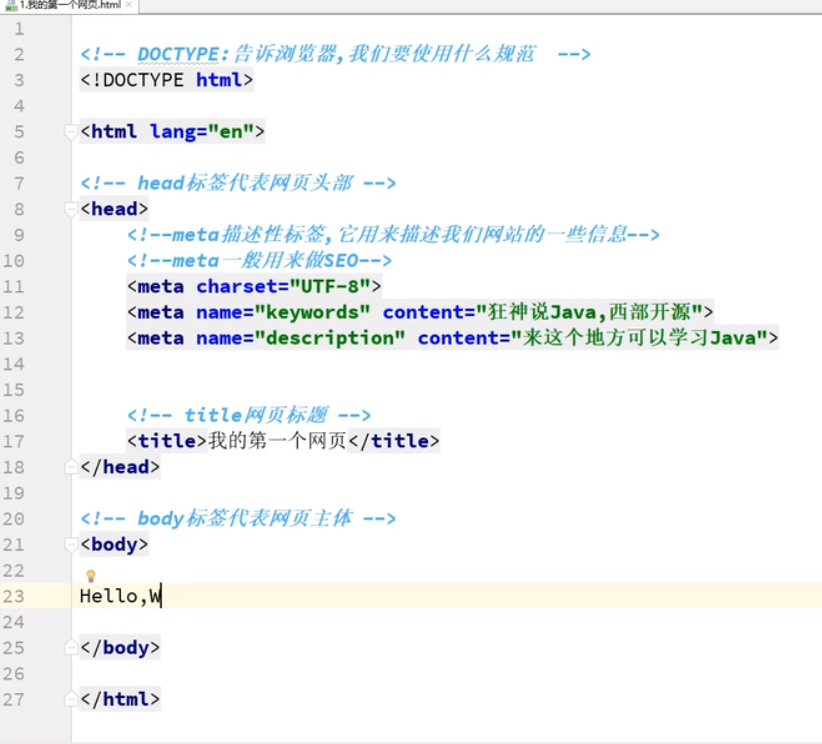 1.我的第一个网页.html
1
2 <!-- DOCTYPE:告诉浏览器,我们要使用什么规范  -->
3 <!DOCTYPE html>
4
5 <html lang="en">
6
7 <!-- head标签代表网页头部 -->
8 <head>
9     <!--meta描述性标签,它用来描述我们网站的一些信息-->
10     <!--meta一般用来做SEO-->
11     <meta charset="UTF-8">
12     <meta name="keywords" content="狂神说Java,西部开源">
13     <meta name="description" content="来这个地方可以学习Java">
14
15
16     <!-- title网页标题 -->
17     <title>我的第一个网页</title>
18 </head>
19
20 <!-- body标签代表网页主体 -->
21 <body>
22
23 Hello,W
24
25 </body>
26
27 </html>